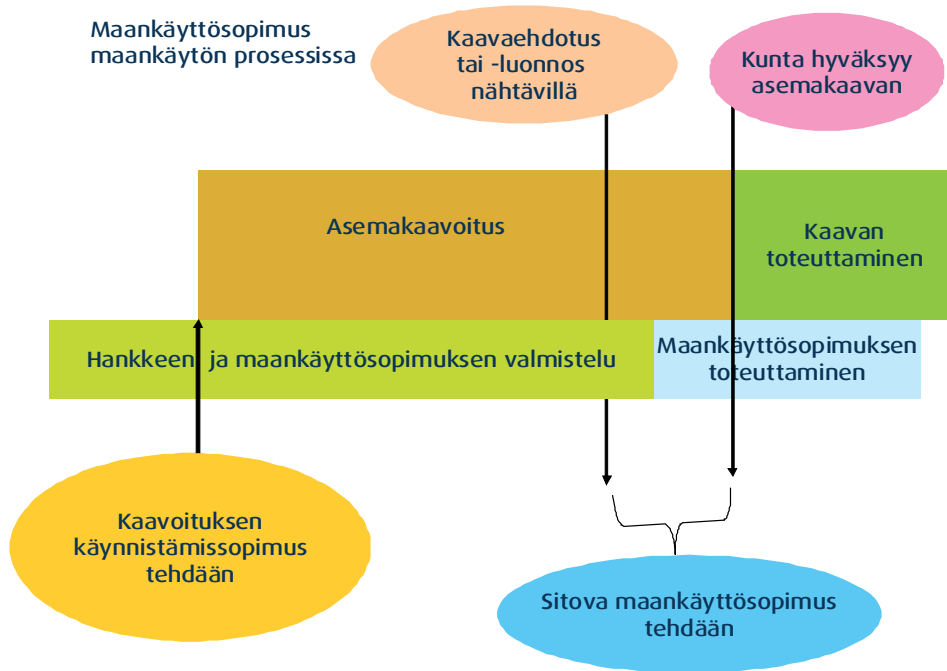 Maankäyttösopimus
maankäytön prosessissa
Kaavaehdotus
tai -luonnos
nähtävillä
Kunta hyväksyy
asemakaavan
Asemakaavoitus
Kaavan
toteuttaminen
Hankkeen ja maankäyttösopimuksen valmistelu
Maankäyttösopimuksen
toteuttaminen
Kaavoituksen
käynnistämissopimus
tehdään
Sitova maankäyttösopimus
tehdään